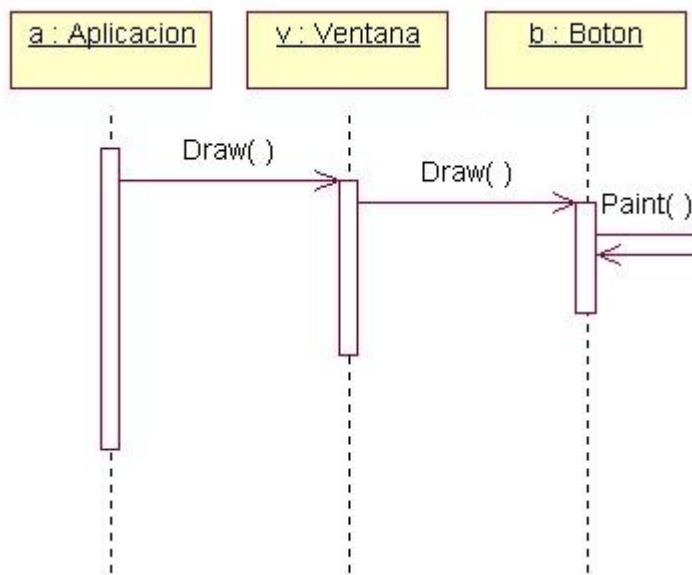 a : Aplicacion
v : Ventana
b : Boton
Draw( )
Draw( )
Paint( )